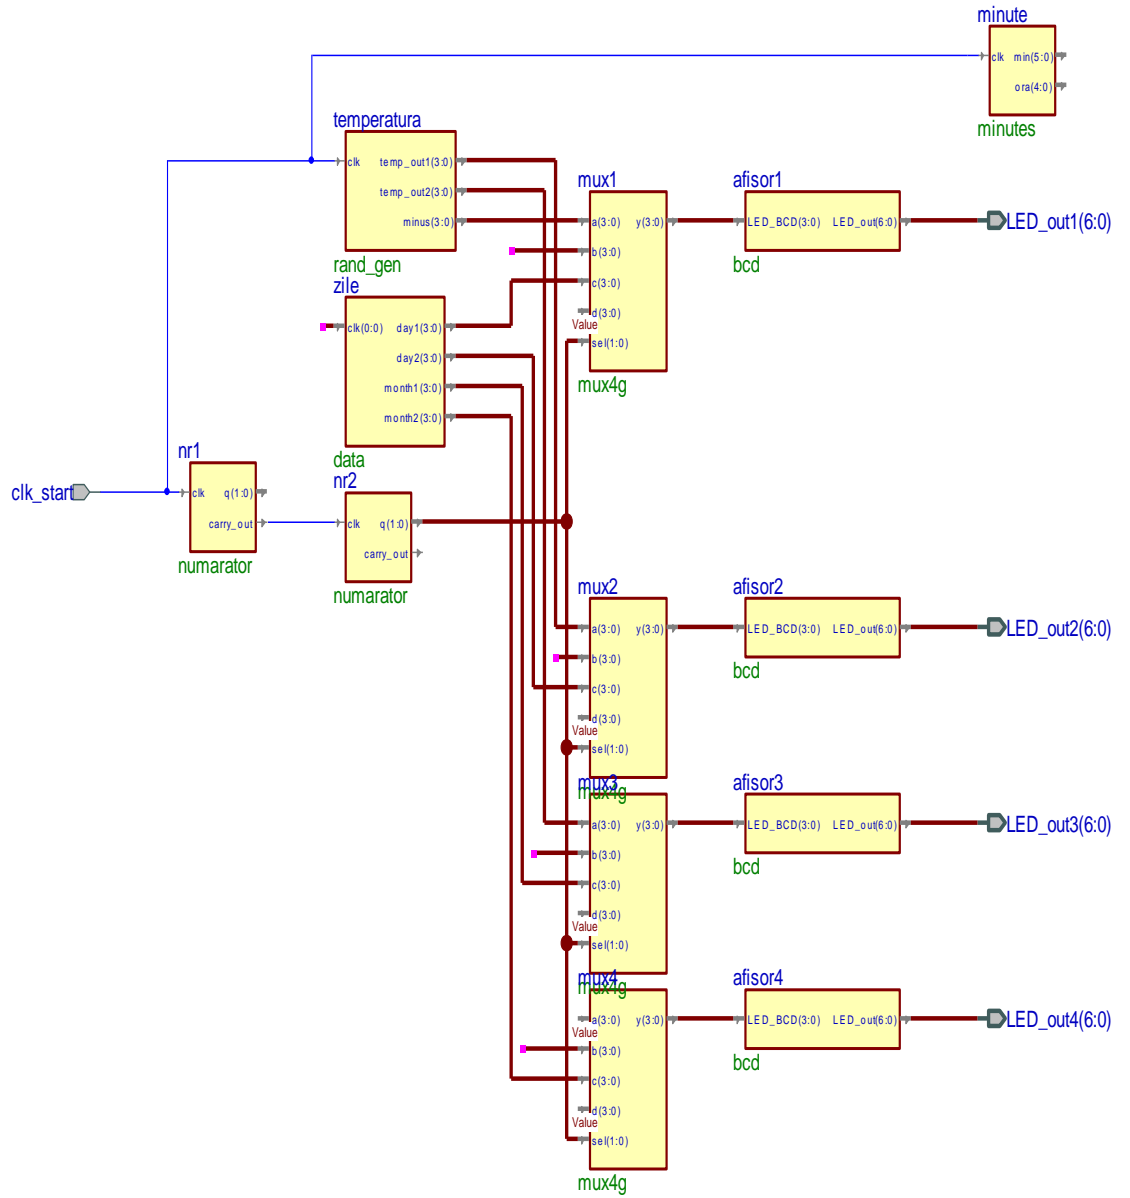 minute
clk min(5:0)
ora(4:0)
minutes
temperatura
clk temp_out1(3:0)
temp_out2(3:0)
minus(3:0)
rand_gen
mux1
a(3:0) y(3:0)
b(3:0)
c(3:0)
d(3:0)
Value
sel(1:0)
mux4g
afisor1
LED_BCD(3:0) LED_out(6:0)
bcd
LED_out1(6:0)
zile
clk(0:0) day1(3:0)
day2(3:0)
month1(3:0)
month2(3:0)
data
clk_start
nr1
clk q(1:0)
carry_out
numarator
nr2
clk q(1:0)
carry_out
numarator
mux2
a(3:0) y(3:0)
b(3:0)
c(3:0)
d(3:0)
Value
sel(1:0)
mux4g
afisor2
LED_BCD(3:0) LED_out(6:0)
bcd
LED_out2(6:0)
mux3
a(3:0) y(3:0)
b(3:0)
c(3:0)
d(3:0)
Value
sel(1:0)
mux4g
afisor3
LED_BCD(3:0) LED_out(6:0)
bcd
LED_out3(6:0)
mux4
a(3:0) y(3:0)
Value
b(3:0)
c(3:0)
d(3:0)
Value
sel(1:0)
mux4g
afisor4
LED_BCD(3:0) LED_out(6:0)
bcd
LED_out4(6:0)